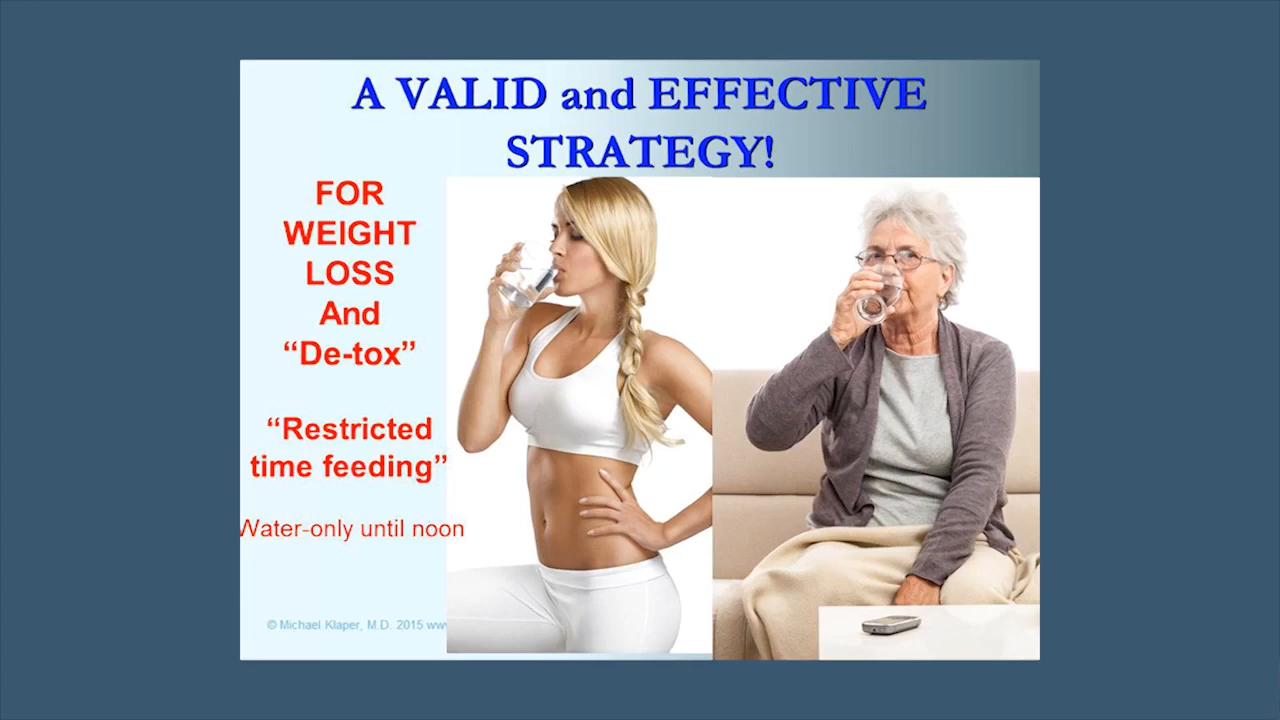 A VALID and EFFECTIVE
STRATEGY!
FOR
WEIGHT
LOSS
And
“De-tox”
“Restricted
time feeding”
Water-only until noon
© Michael Klaper, M.D. 2015 www